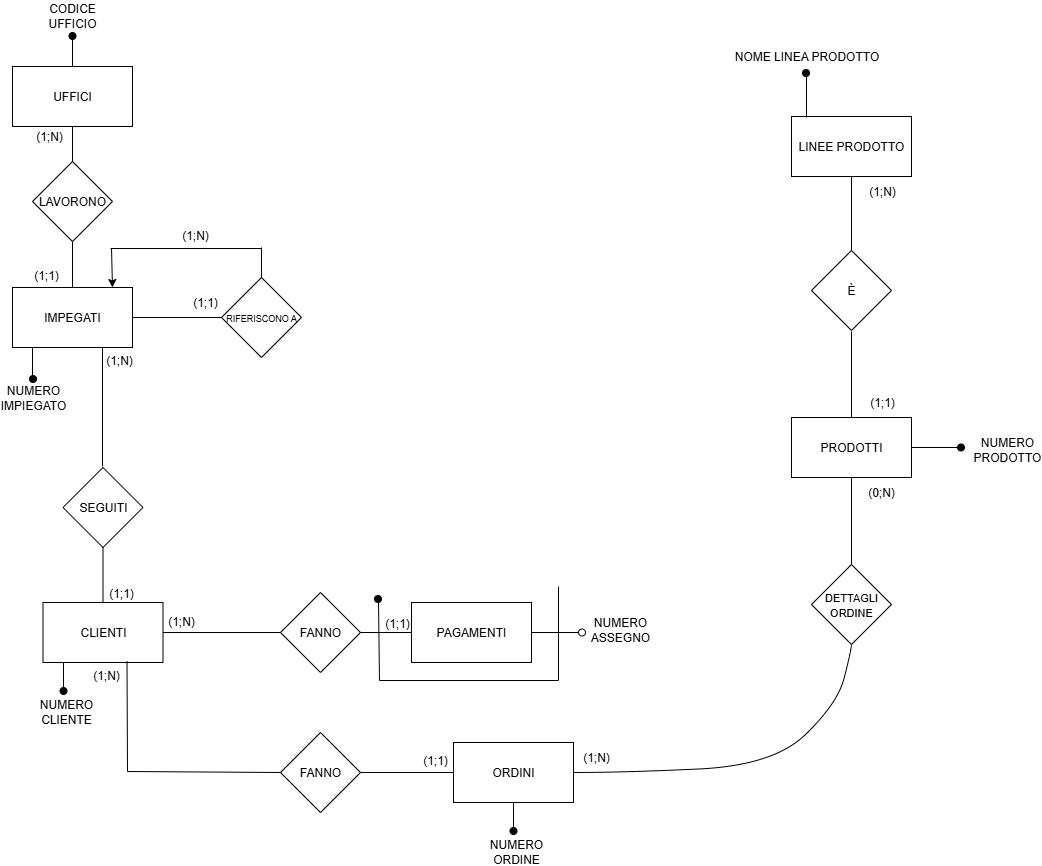 CODICE
UFFICIO
UFFICI
(1;N)
LAVORONO
(1;1)
IMPEGATI
(1;N)
(1;1)
RIFERISCONO A
(1;N)
NUMERO
IMPIEGATO
SEGUITI
(1;1)
CLIENTI
(1;N)
(1;N)
NUMERO
CLIENTE
FANNO
(1;1)
PAGAMENTI
NUMERO
ASSEGNO
FANNO
(1;1)
ORDINI
(1;N)
NUMERO
ORDINE
NOME LINEA PRODOTTO
LINEE PRODOTTO
(1;N)
È
(1;1)
PRODOTTI
NUMERO
PRODOTTO
(0;N)
DETTAGLI
ORDINE